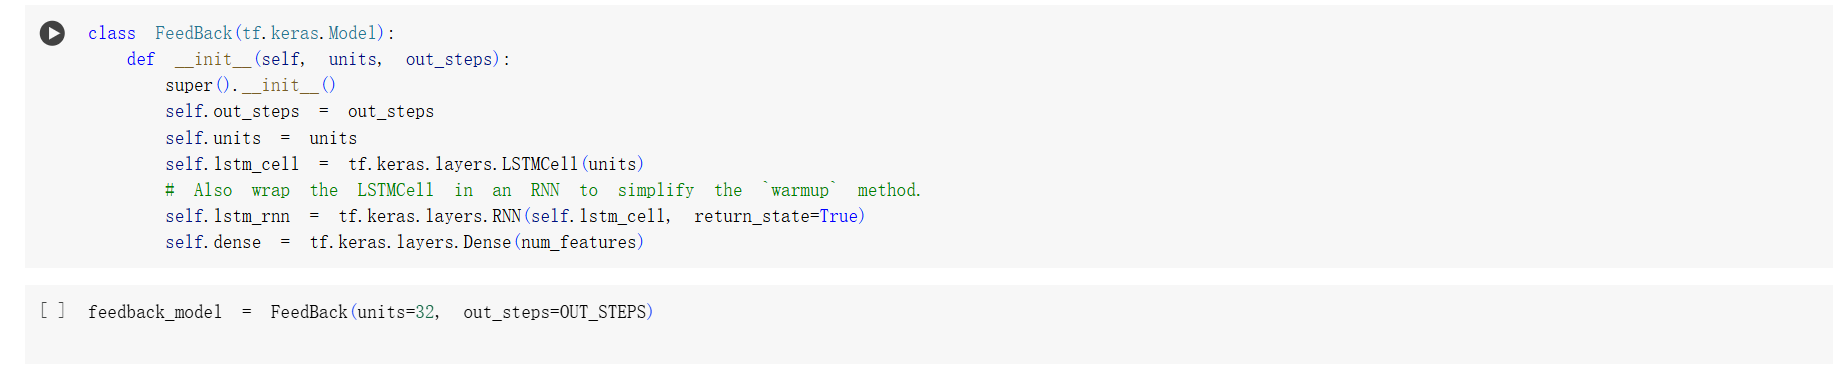 class FeedBack(tf.keras.Model):
def __init__(self, units, out_steps):
super().__init__()
self.out_steps = out_steps
self.units = units
self.lstm_cell = tf.keras.layers.LSTMCell(units)
# Also wrap the LSTMCell in an RNN to simplify the `warmup` method.
self.lstm_rnn = tf.keras.layers.RNN(self.lstm_cell, return_state=True)
self.dense = tf.keras.layers.Dense(num_features)
[ ] feedback_model = FeedBack(units=32, out_steps=OUT_STEPS)